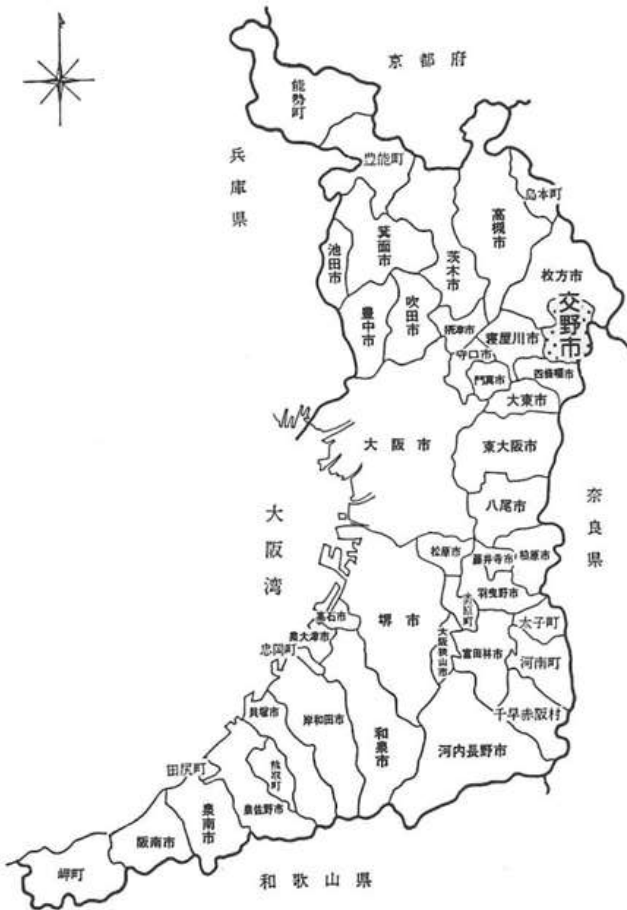 京都府
能勢町
兵庫県
豊能町
島本町
高槻市
箕面市
茨木市
池田市
枚方市
交野市
吹田市
豊中市
摂津市
寝屋川市
守口市
門真市
四條畷市
大東市
大阪市
東大阪市
奈良県
八尾市
大阪湾
松原市
藤井寺市
柏原市
羽曳野市
美原町
高石市
堺市
太子町
泉大津市
忠岡町
大阪狭山市
富田林市
河南町
千早赤阪村
貝塚市
岸和田市
和泉市
河内長野市
熊取町
田尻町
泉佐野市
泉南市
阪南市
岬町
和歌山県